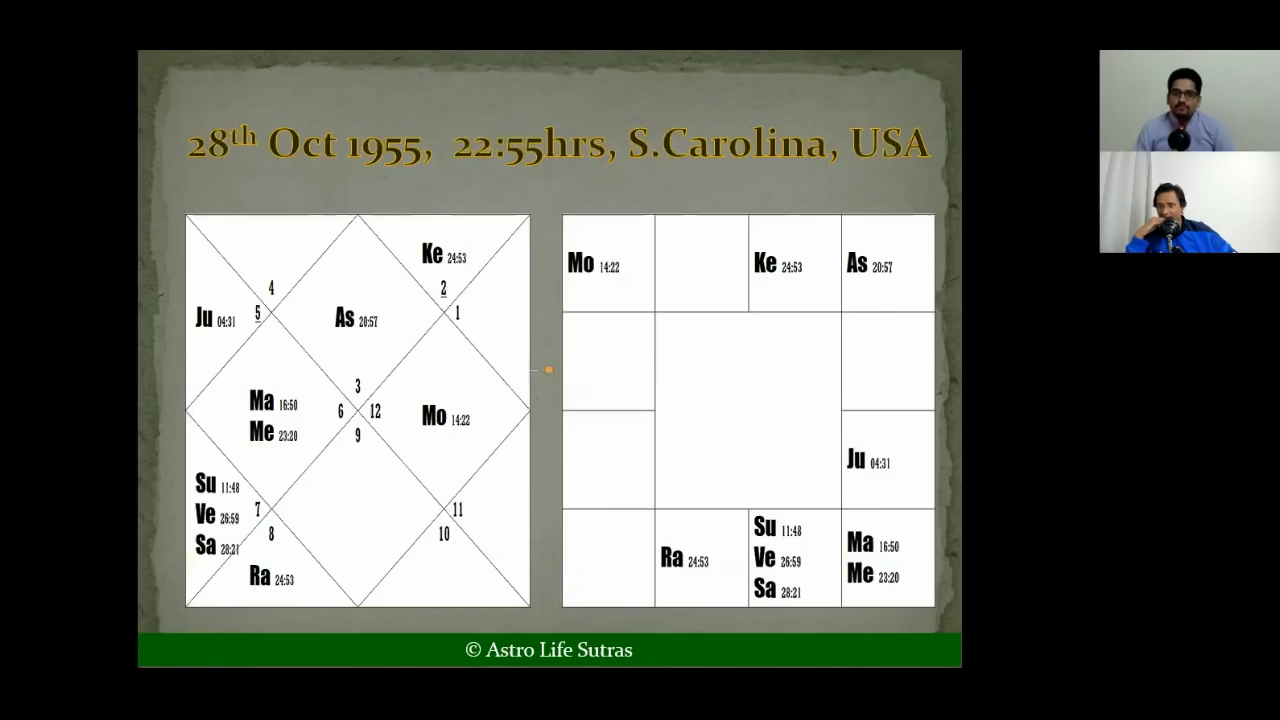 28th Oct 1955, 22:55hrs, S.Carolina, USA
Ke 24:53
4
2
Ju 04:31
5
As 20:57
1
3
Ma 16:50
Me 23:20
6
12
Mo 14:22
9
Su 11:48
Ve 26:59
Sa 28:21
7
8
11
10
Ra 24:53
Mo 14:22
Ke 24:53
As 20:57
Ju 04:31
Ra 24:53
Su 11:48
Ve 26:59
Sa 28:21
Ma 16:50
Me 23:20
© Astro Life Sutras